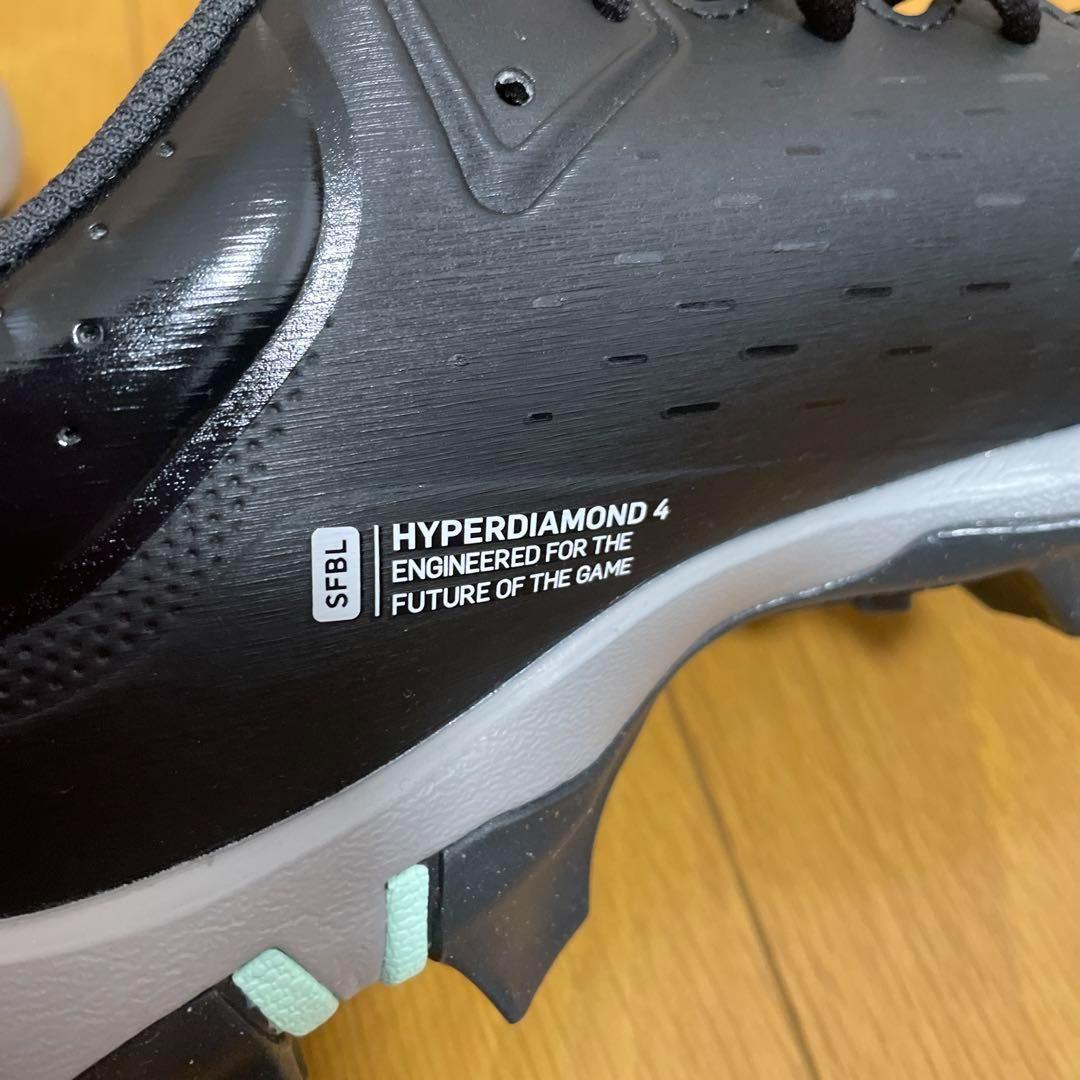 SFBL
HYPERDIAMOND 4
ENGINEERED FOR THE
FUTURE OF THE GAME